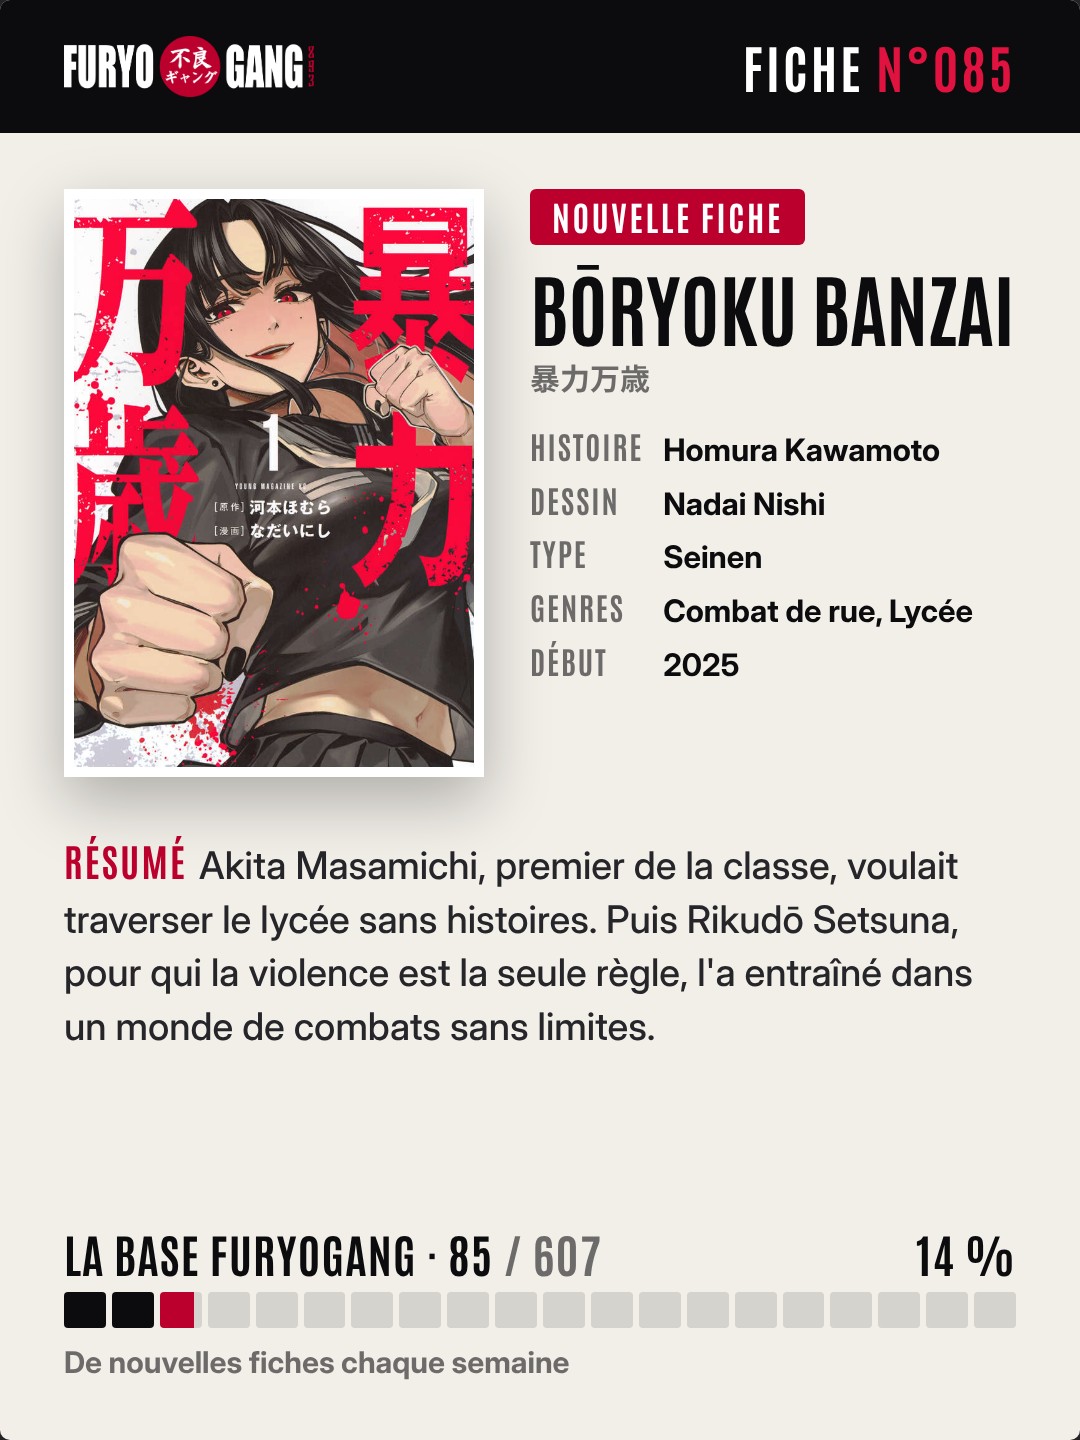 FURYO 不良 ギャング GANG 893
FICHE N°085
万歳
暴力
1
YOUNG MAGAZINE KC
[原作] 河本ほむら
[漫画] なだいにし
NOUVELLE FICHE
BŌRYOKU BANZAI
暴力万歳
HISTOIRE Homura Kawamoto
DESSIN Nadai Nishi
TYPE Seinen
GENRES Combat de rue, Lycée
DÉBUT 2025
RÉSUMÉ Akita Masamichi, premier de la classe, voulait
traverser le lycée sans histoires. Puis Rikudō Setsuna,
pour qui la violence est la seule règle, l'a entraîné dans
un monde de combats sans limites.
LA BASE FURYOGANG · 85 / 607
14 %
De nouvelles fiches chaque semaine